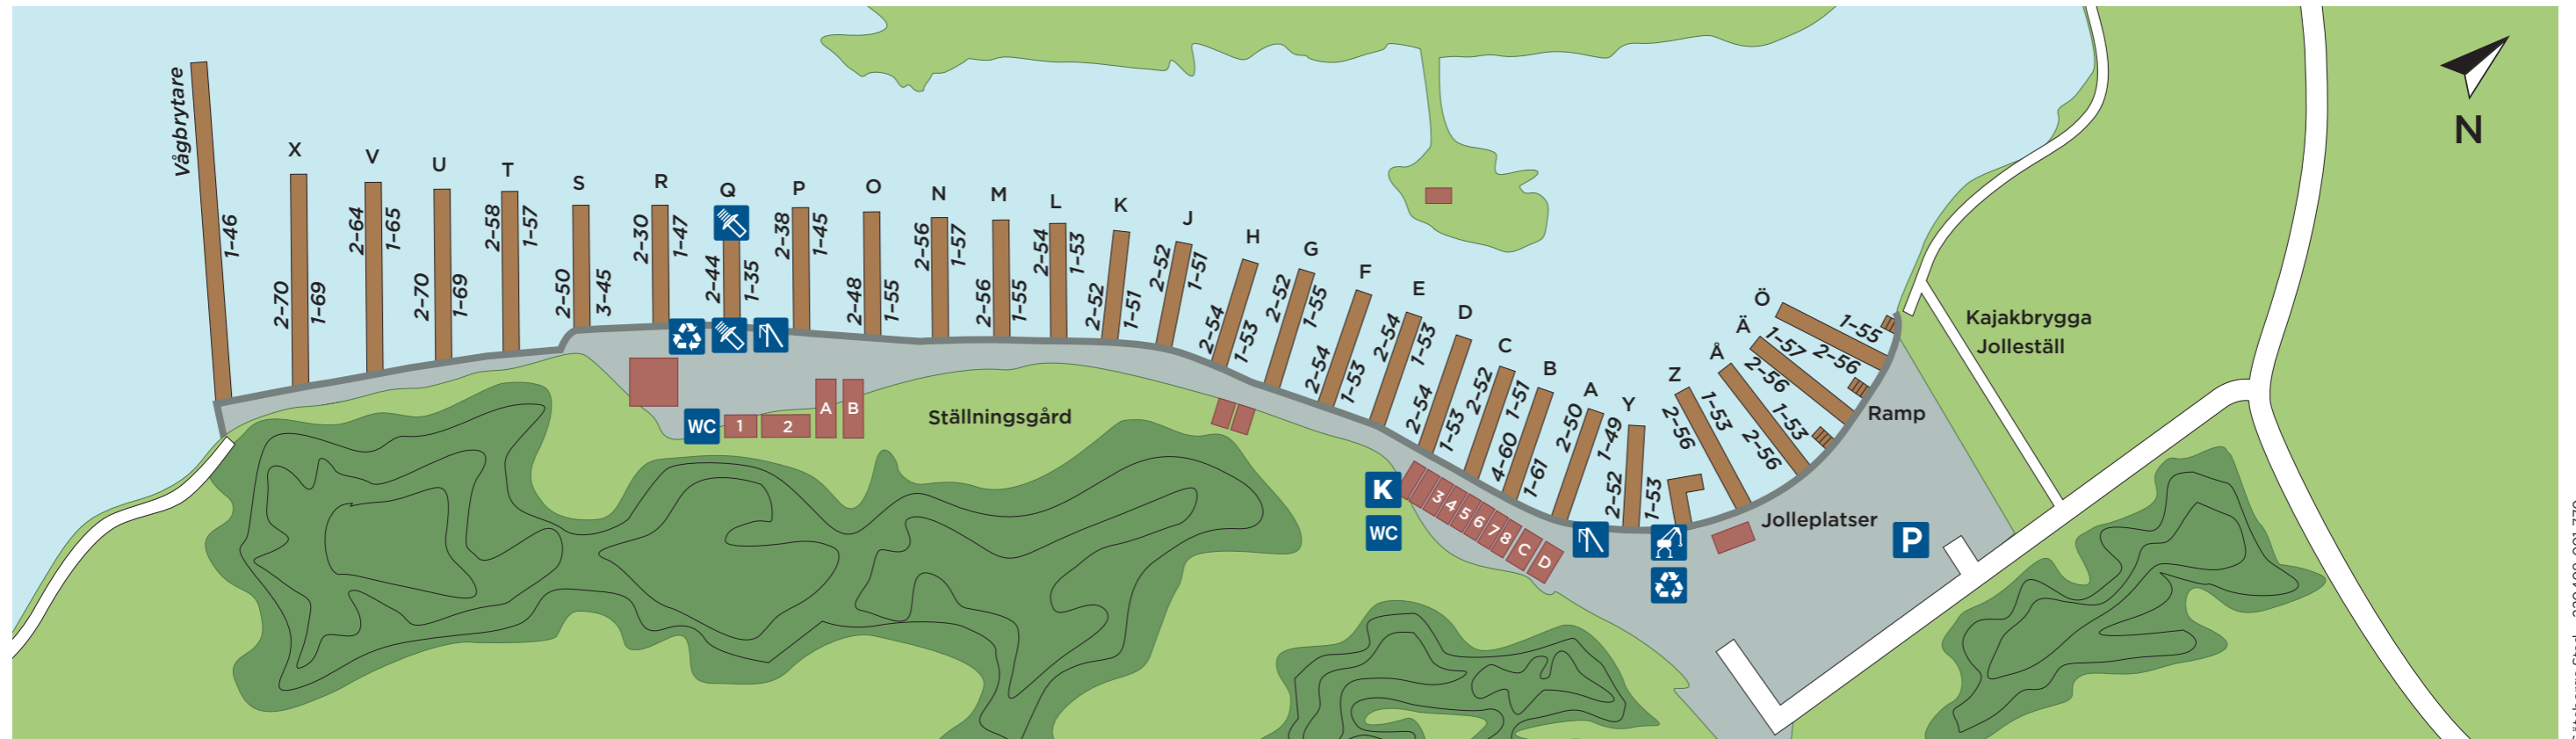 Vågbrytare
1–46
X
2–70
1–69
V
2–64
1–65
U
2–70
1–69
T
2–58
1–57
S
2–50
3–45
R
2–30
1–47
Q
2–44
1–35
P
2–38
1–45
O
2–48
1–55
N
2–56
1–57
M
2–56
1–55
L
2–54
1–53
K
2–52
1–51
J
2–52
1–51
H
2–54
1–53
G
2–52
1–55
F
2–54
1–53
E
2–54
1–53
D
2–54
1–53
C
2–52
1–51
B
4–60
1–61
A
2–50
1–49
Y
2–52
1–53
Z
2–56
1–53
Å
2–56
1–53
Ä
2–56
1–57
Ö
2–56
1–55
N
Kajakbrygga
Jolleställ
Ramp
Jolleplatser
P
WC
1
2
A
B
Ställningsgård
K
WC
3
4
5
6
7
8
C
D